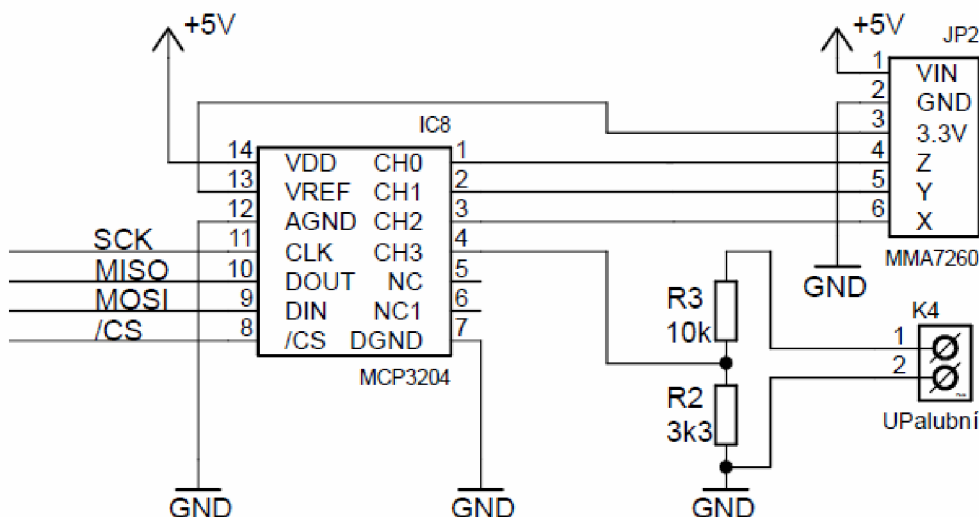 +5V
+5V
JP2
1 VIN
2 GND
3 3.3V
4 Z
5 Y
6 X
MMA7260
GND
IC8
14 VDD CH0 1
13 VREF CH1 2
12 AGND CH2 3
SCK 11 CLK CH3 4
MISO 10 DOUT NC 5
MOSI 9 DIN NC1 6
/CS 8 /CS DGND 7
MCP3204
R3
10k
R2
3k3
K4
1
2
UPalubní
GND
GND
GND